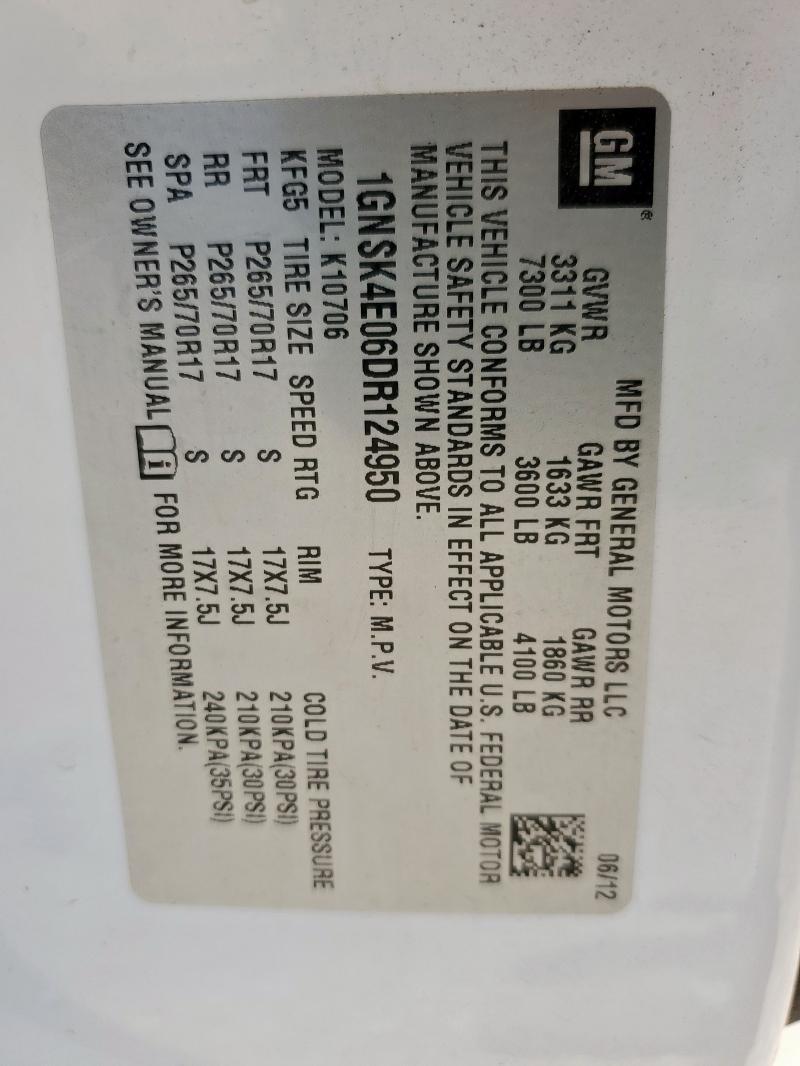 GM®
MFD BY GENERAL MOTORS LLC 06/12
GVWR GAWR FRT GAWR RR
3311 KG 1633 KG 1860 KG
7300 LB 3600 LB 4100 LB
THIS VEHICLE CONFORMS TO ALL APPLICABLE U.S. FEDERAL MOTOR
VEHICLE SAFETY STANDARDS IN EFFECT ON THE DATE OF
MANUFACTURE SHOWN ABOVE.
1GNSK4E06DR124950 TYPE: M.P.V.
MODEL: K10706
KFG5 TIRE SIZE SPEED RTG RIM COLD TIRE PRESSURE
FRT P265/70R17 S 17X7.5J 210KPA(30PSI)
RR P265/70R17 S 17X7.5J 210KPA(30PSI)
SPA P265/70R17 S 17X7.5J 240KPA(35PSI)
SEE OWNER'S MANUAL FOR MORE INFORMATION.